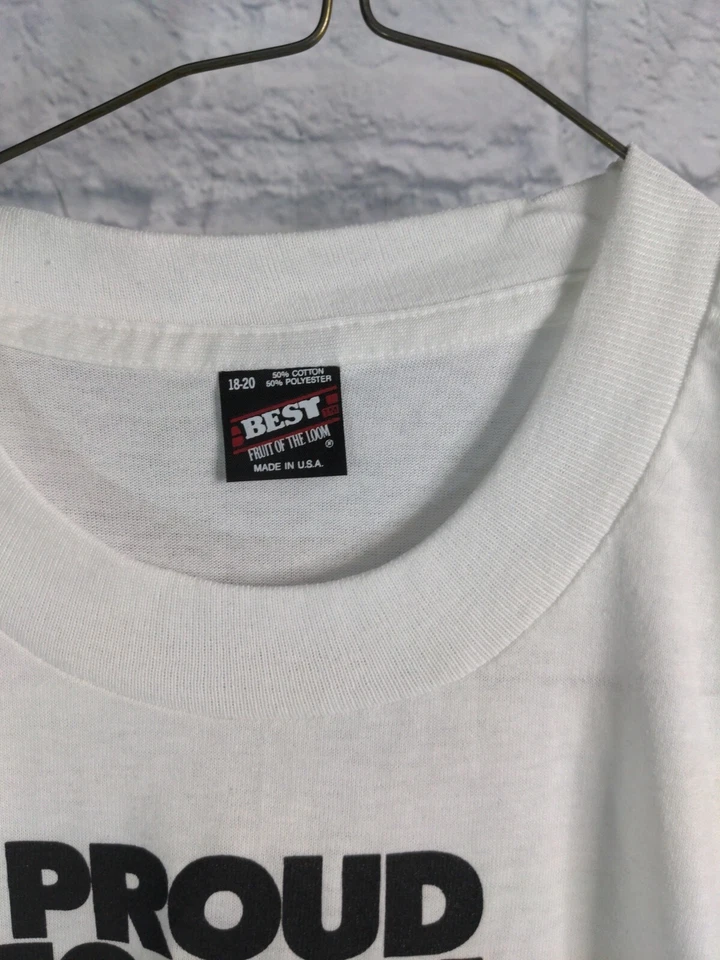 18-20
50% COTTON
50% POLYESTER
BEST
FRUIT OF THE LOOM ®
MADE IN U.S.A.
PROUD